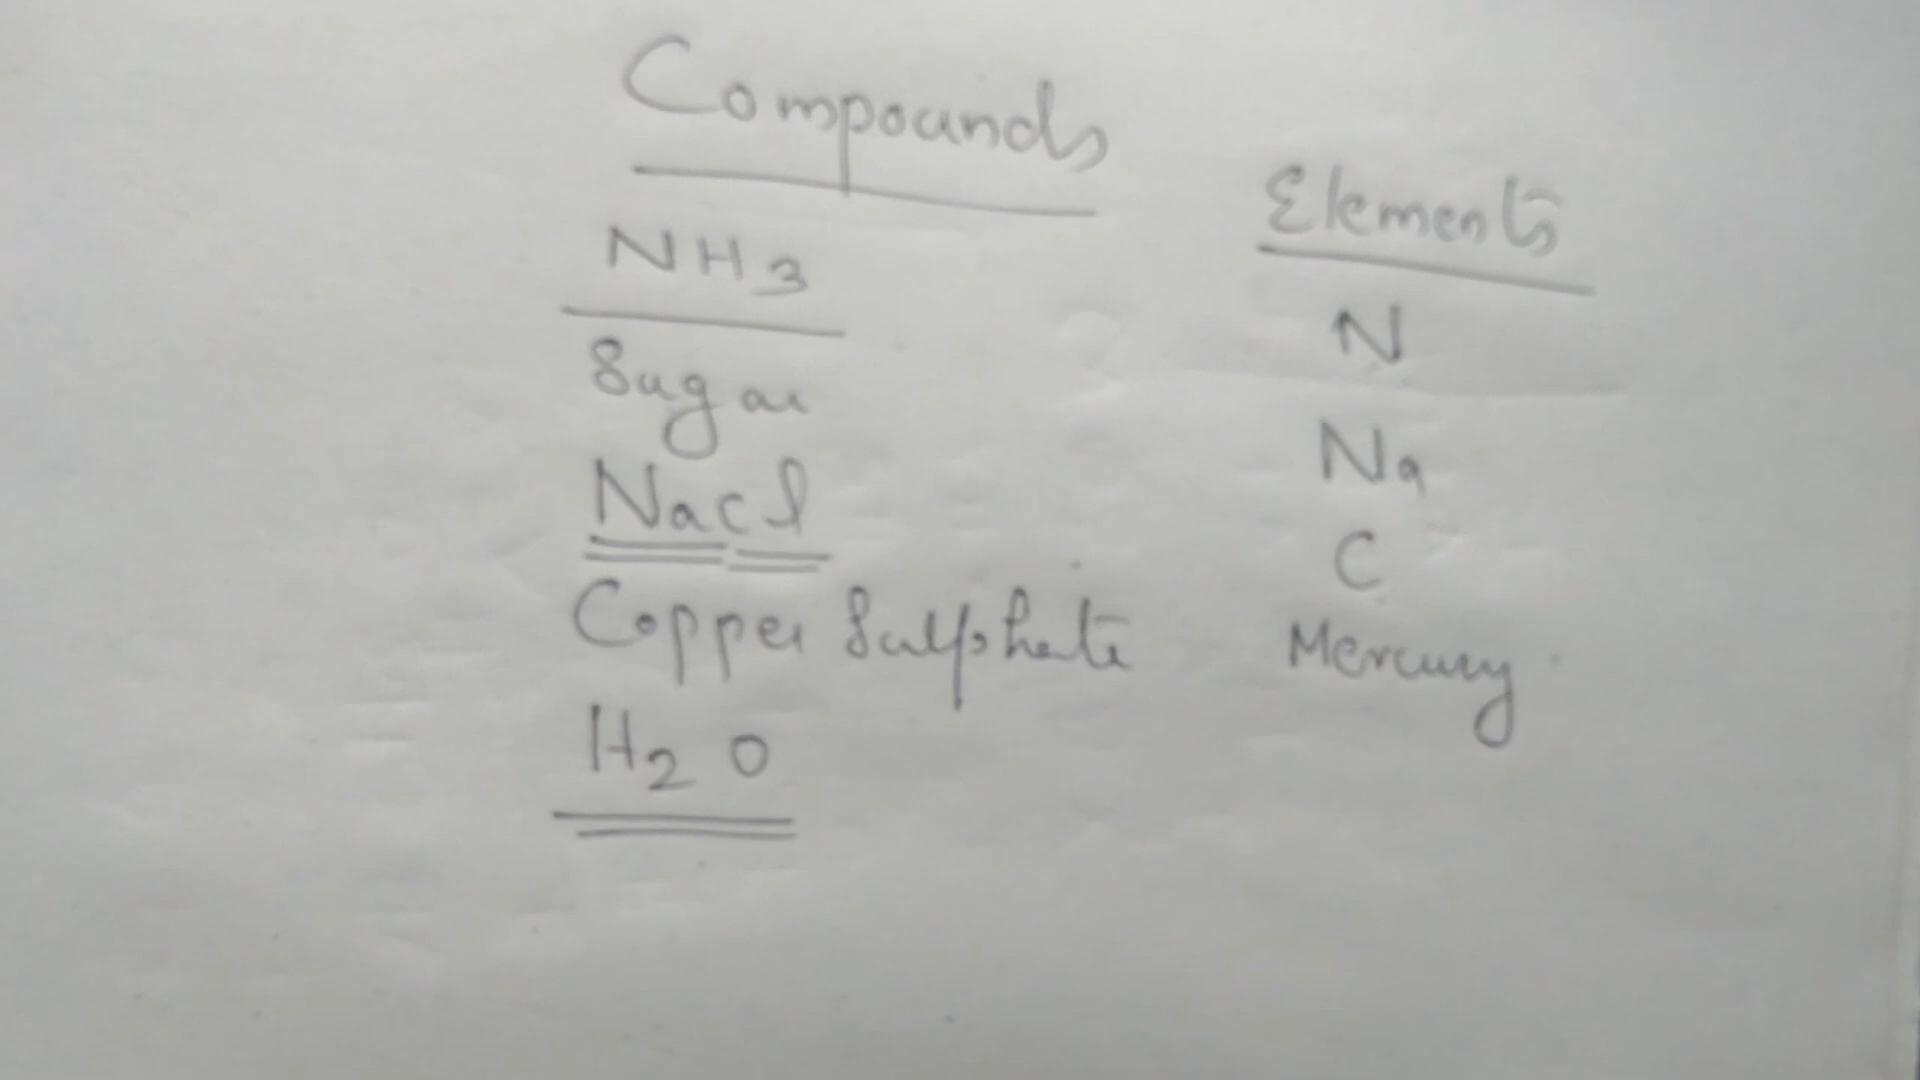 Compounds
NH3
Sugar
Nacl
Copper Sulphate
H2O
Elements
N
Na
C
Mercury